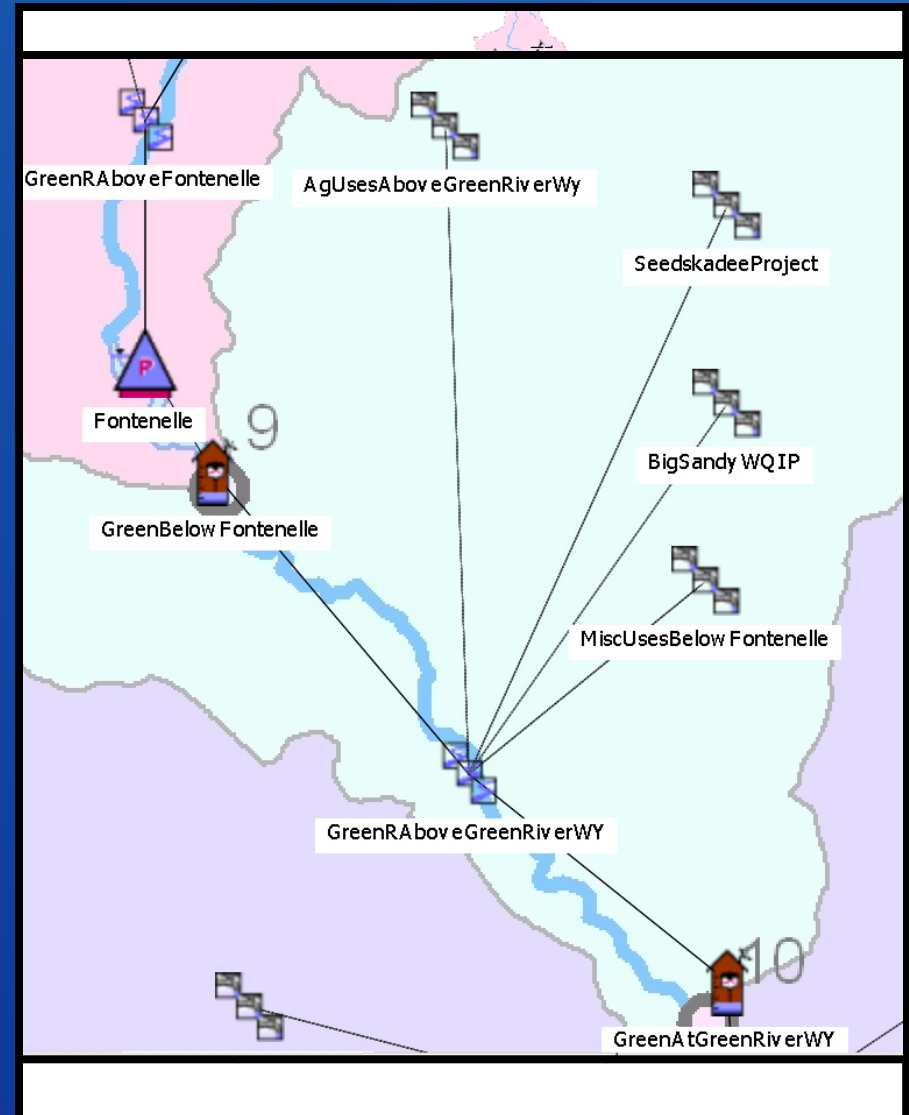 GreenRAboveFontenelle
AgUsesAboveGreenRiverWy
SeedskadeeProject
P
Fontenelle
9
BigSandy WQIP
GreenBelow Fontenelle
MiscUsesBelow Fontenelle
GreenRAboveGreenRiverWY
10
GreenAtGreenRiverWY